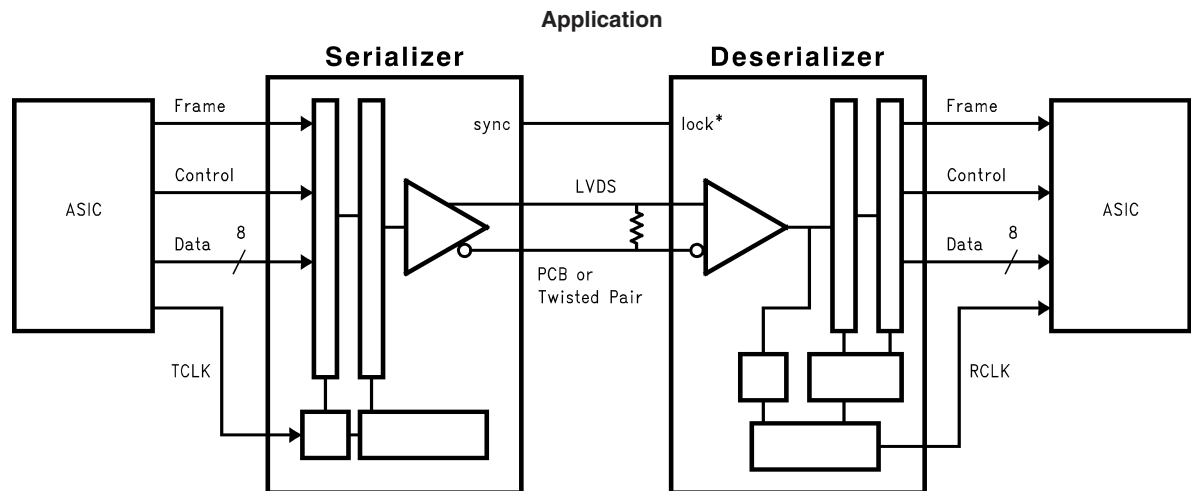 Application
Serializer
Deserializer
Frame
Control
Data
8
TCLK
ASIC
sync
lock*
LVDS
PCB or
Twisted Pair
Frame
Control
Data
8
RCLK
ASIC